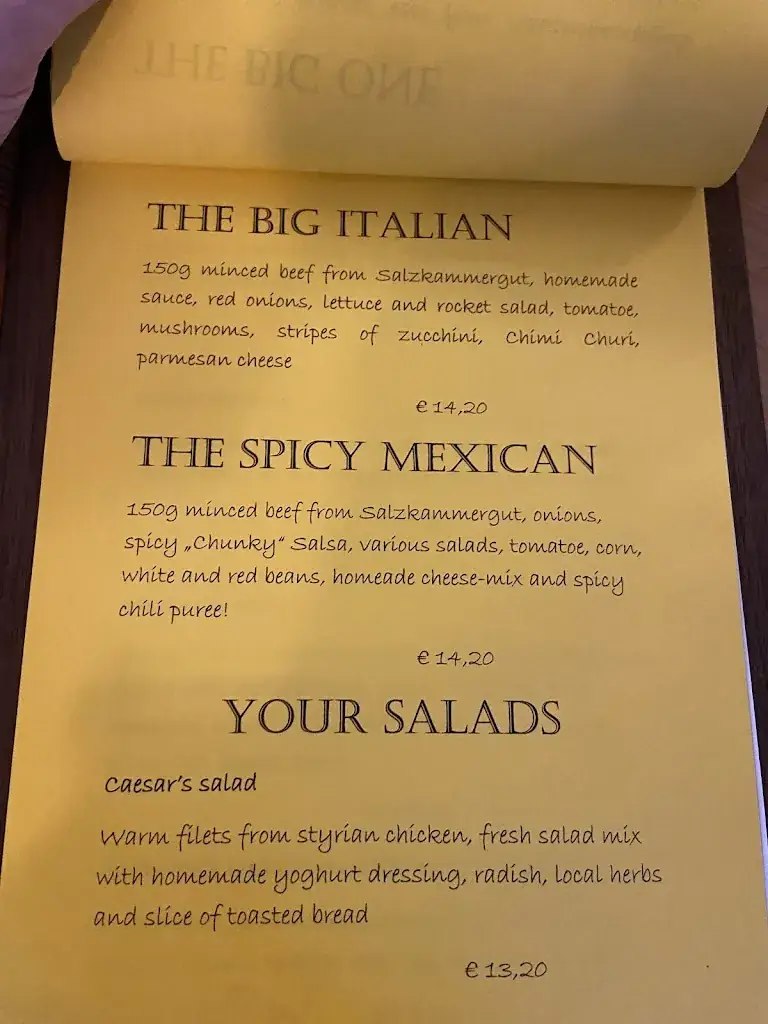 THE BIG ONE
THE BIG ITALIAN
150g minced beef from Salzkammergut, homemade
sauce, red onions, lettuce and rocket salad, tomatoe,
mushrooms, stripes of zucchini, Chimi Churi,
parmesan cheese
€ 14,20
THE SPICY MEXICAN
150g minced beef from Salzkammergut, onions,
spicy „Chunky“ Salsa, various salads, tomatoe, corn,
white and red beans, homeade cheese-mix and spicy
chili puree!
€ 14,20
YOUR SALADS
Caesar's salad
Warm filets from styrian chicken, fresh salad mix
with homemade yoghurt dressing, radish, local herbs
and slice of toasted bread
€ 13,20